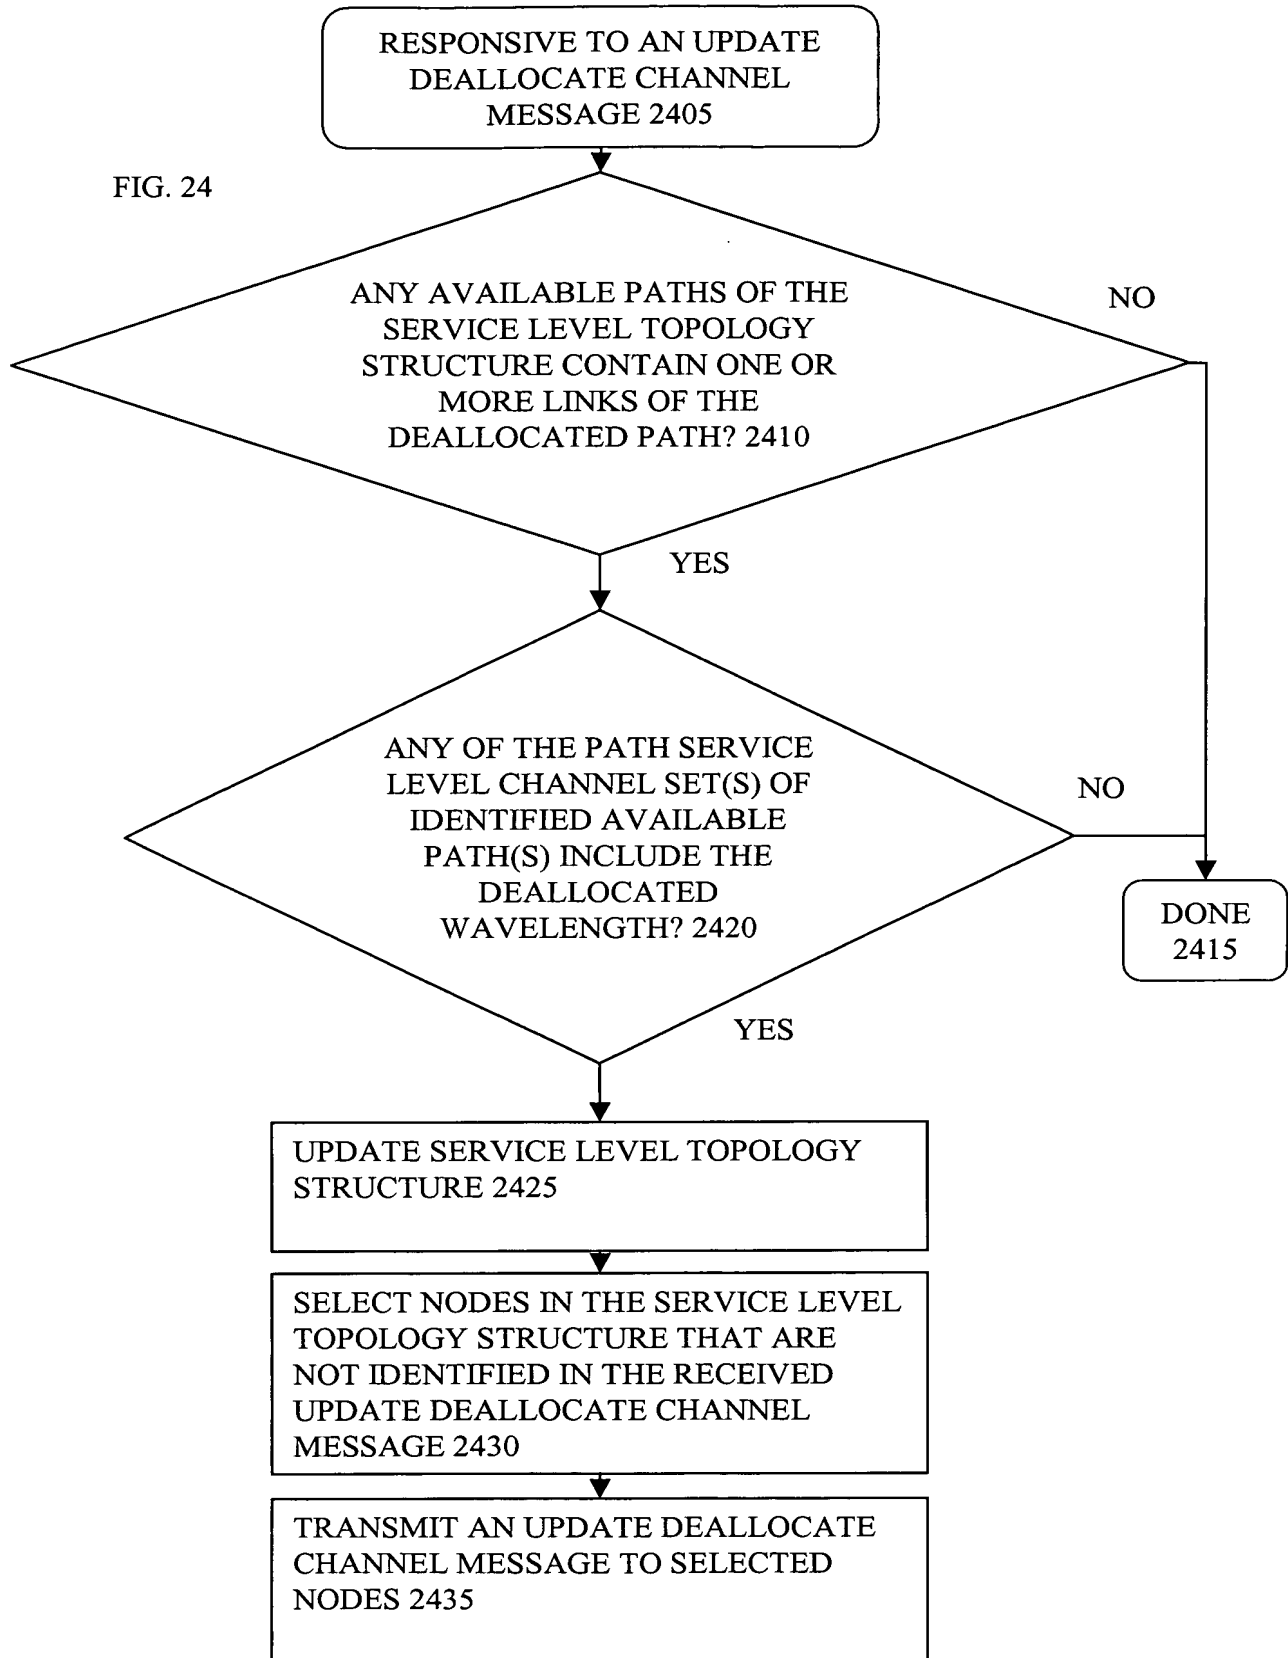 RESPONSIVE TO AN UPDATE
DEALLOCATE CHANNEL
MESSAGE 2405
FIG. 24
ANY AVAILABLE PATHS OF THE
SERVICE LEVEL TOPOLOGY
STRUCTURE CONTAIN ONE OR
MORE LINKS OF THE
DEALLOCATED PATH? 2410
NO
YES
ANY OF THE PATH SERVICE
LEVEL CHANNEL SET(S) OF
IDENTIFIED AVAILABLE
PATH(S) INCLUDE THE
DEALLOCATED
WAVELENGTH? 2420
NO
DONE
2415
YES
UPDATE SERVICE LEVEL TOPOLOGY
STRUCTURE 2425
SELECT NODES IN THE SERVICE LEVEL
TOPOLOGY STRUCTURE THAT ARE
NOT IDENTIFIED IN THE RECEIVED
UPDATE DEALLOCATE CHANNEL
MESSAGE 2430
TRANSMIT AN UPDATE DEALLOCATE
CHANNEL MESSAGE TO SELECTED
NODES 2435